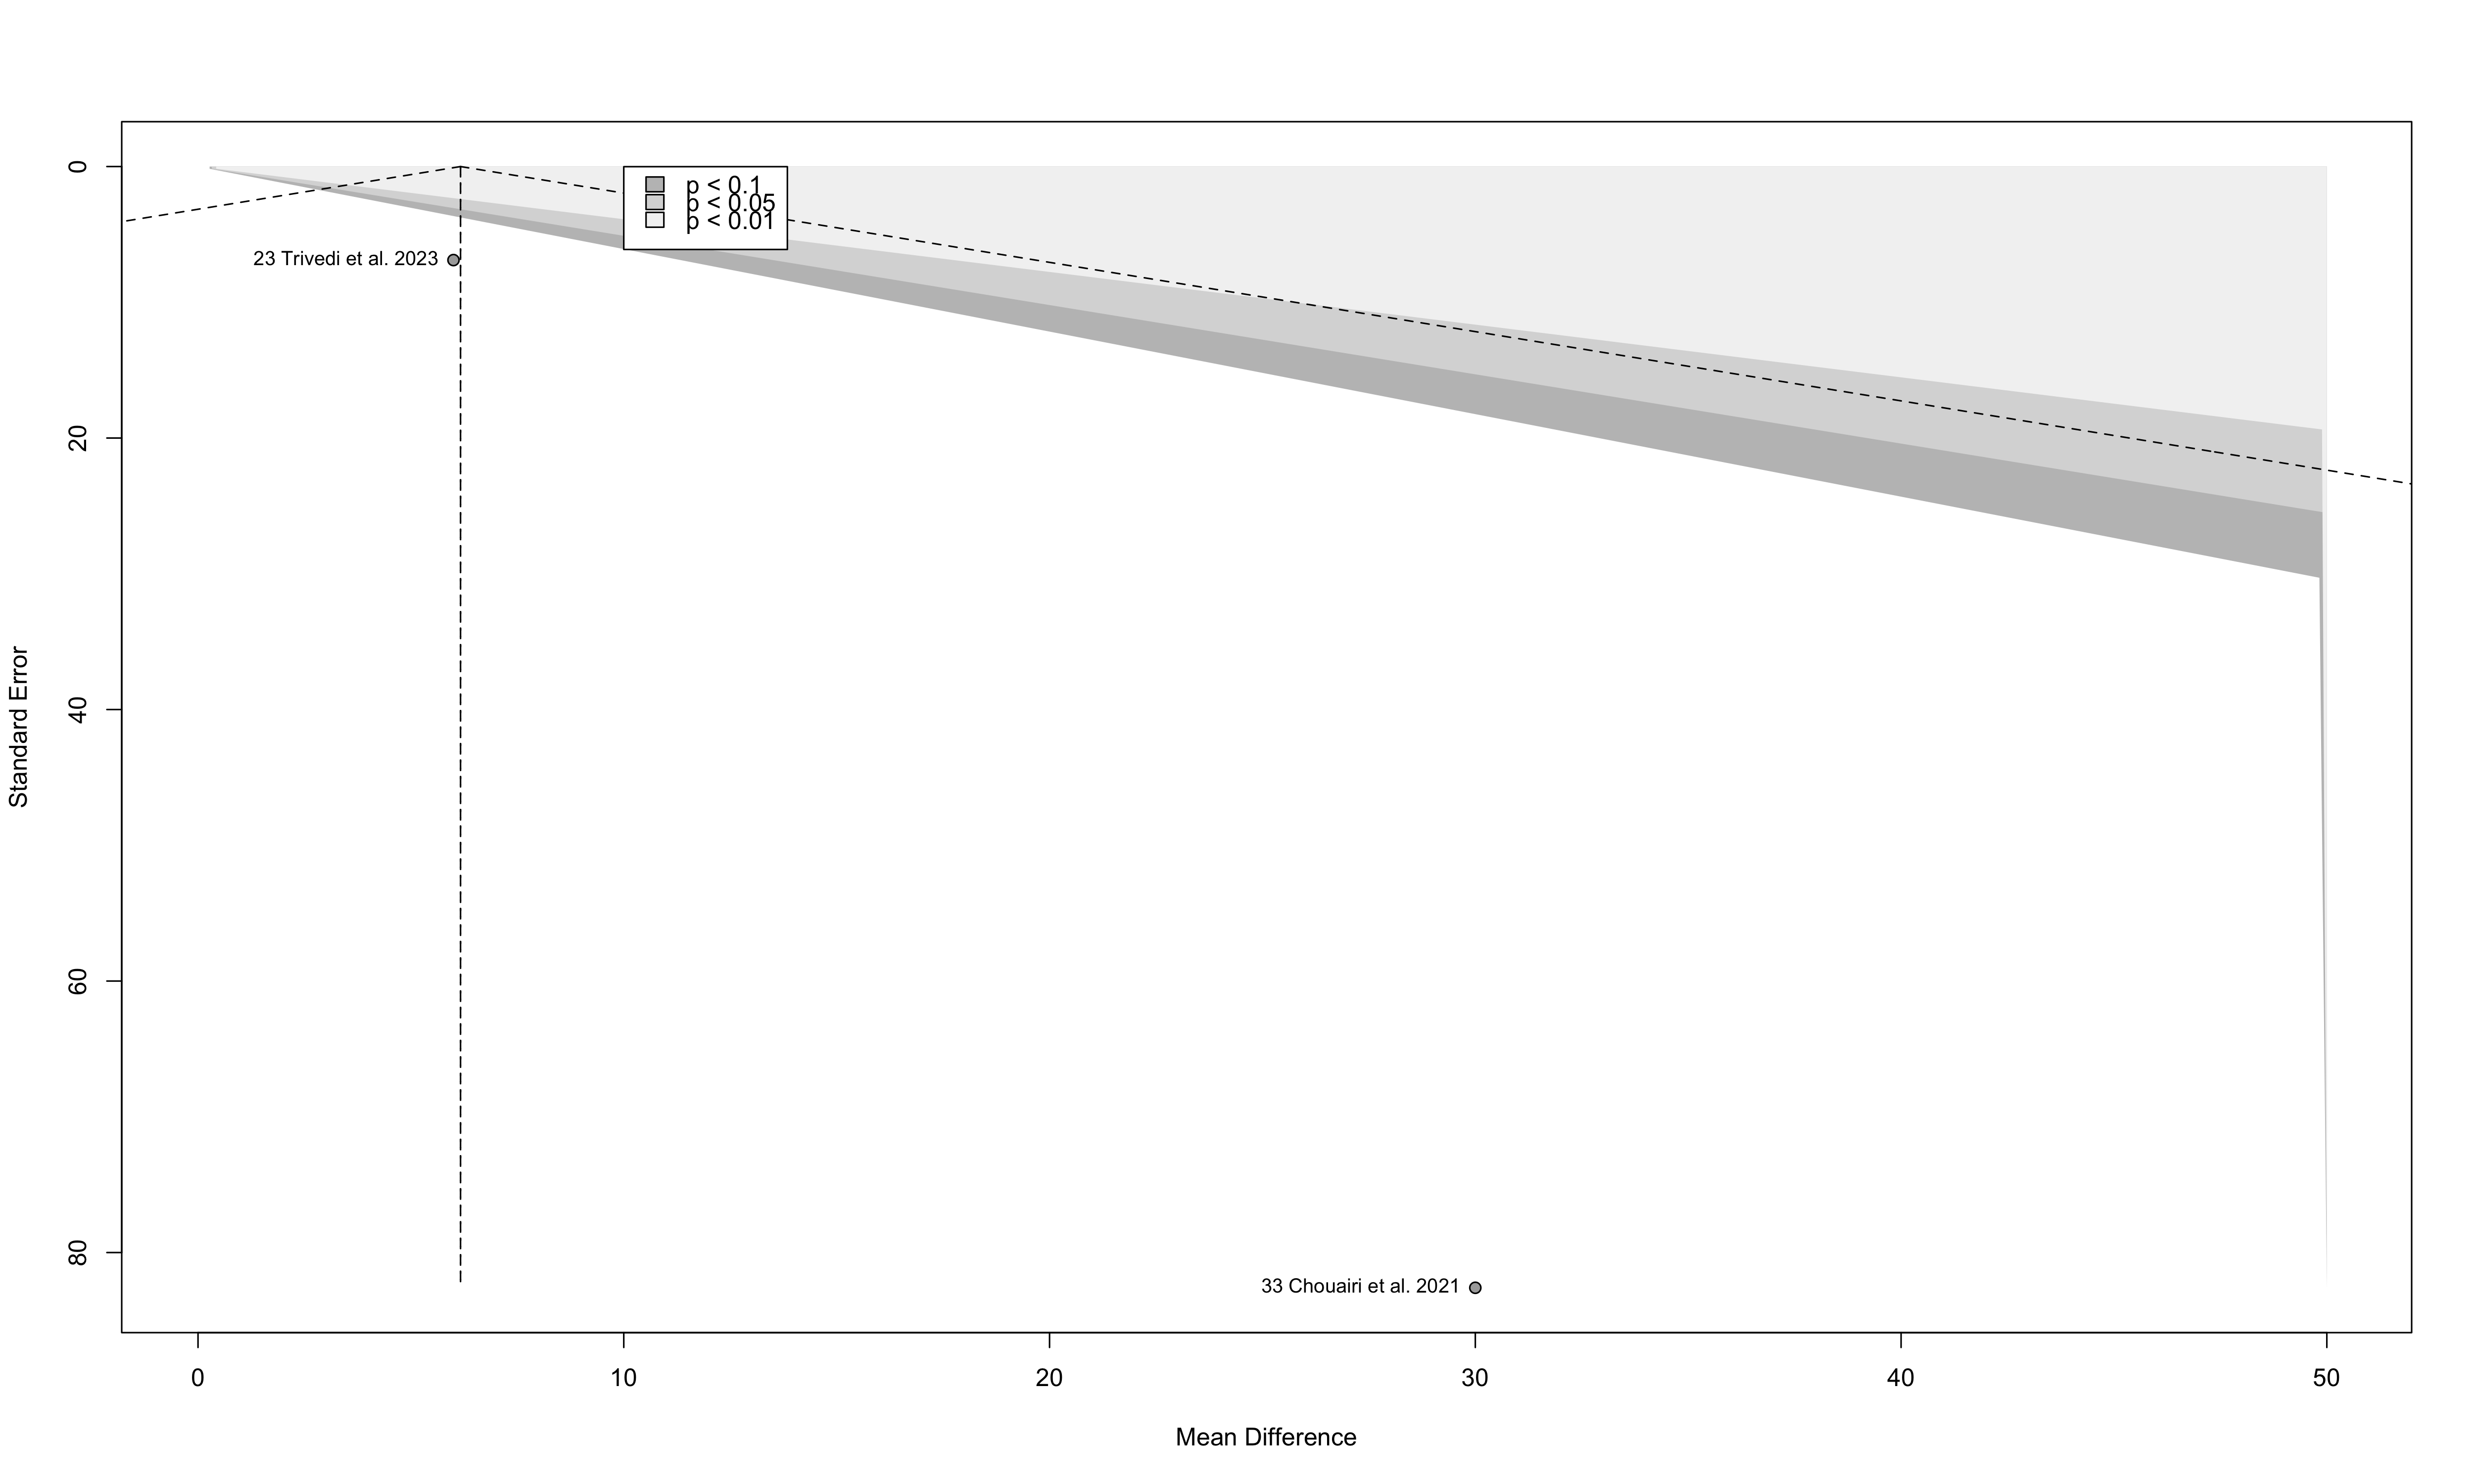 0
p < 0.1
p < 0.05
p < 0.01
23 Trivedi et al. 2023
20
40
Standard Error
60
80
33 Chouairi et al. 2021
0 10 20 30 40 50
Mean Difference